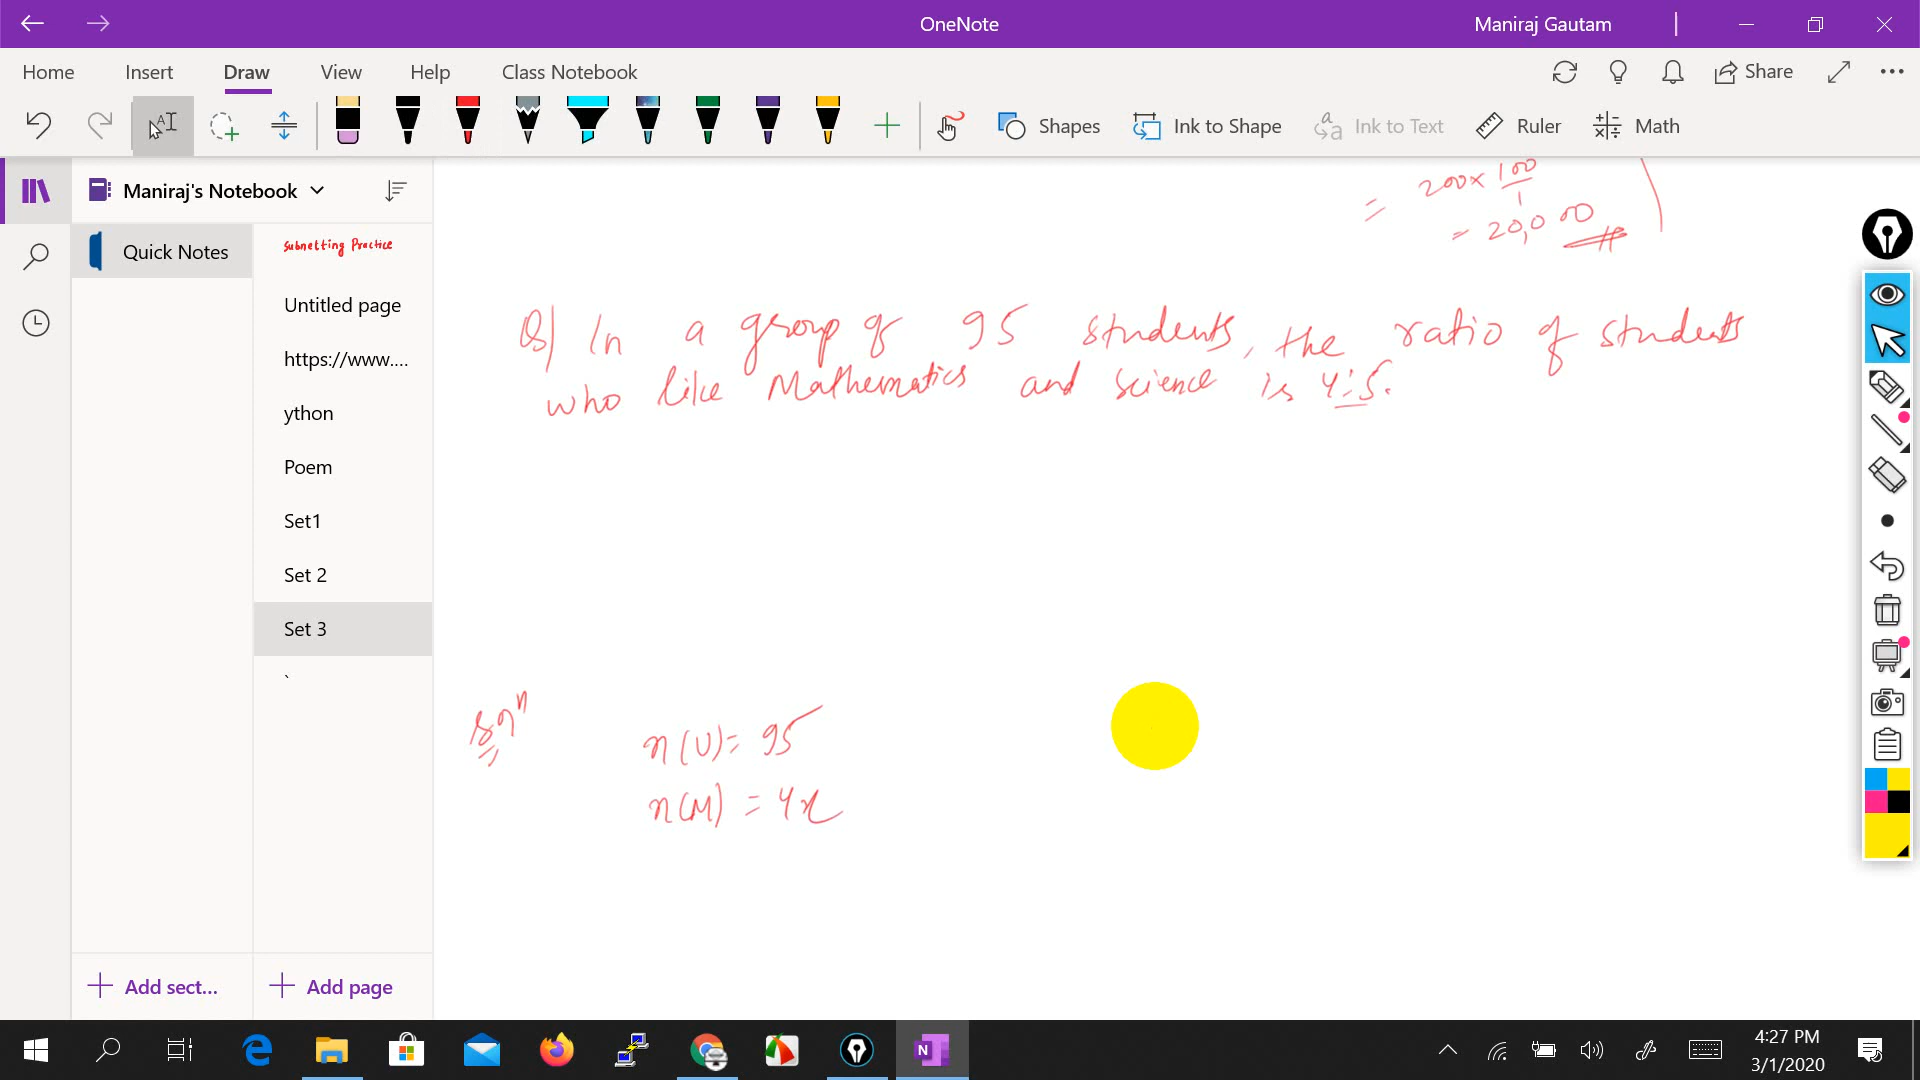 OneNote
Maniraj Gautam
Home Insert Draw View Help Class Notebook
Share
Shapes Ink to Shape Ink to Text Ruler Math
Maniraj's Notebook
Quick Notes
Subnetting Practice
Untitled page
https://www....
ython
Poem
Set1
Set 2
Set 3
`
Add sect...
Add page
= 200 x 100/1
= 20,000
Q) In a group of 95 students, the ratio of students
who like Mathematics and science is 4:5.
Solⁿ
n(U) = 95
n(M) = 4x
4:27 PM
3/1/2020